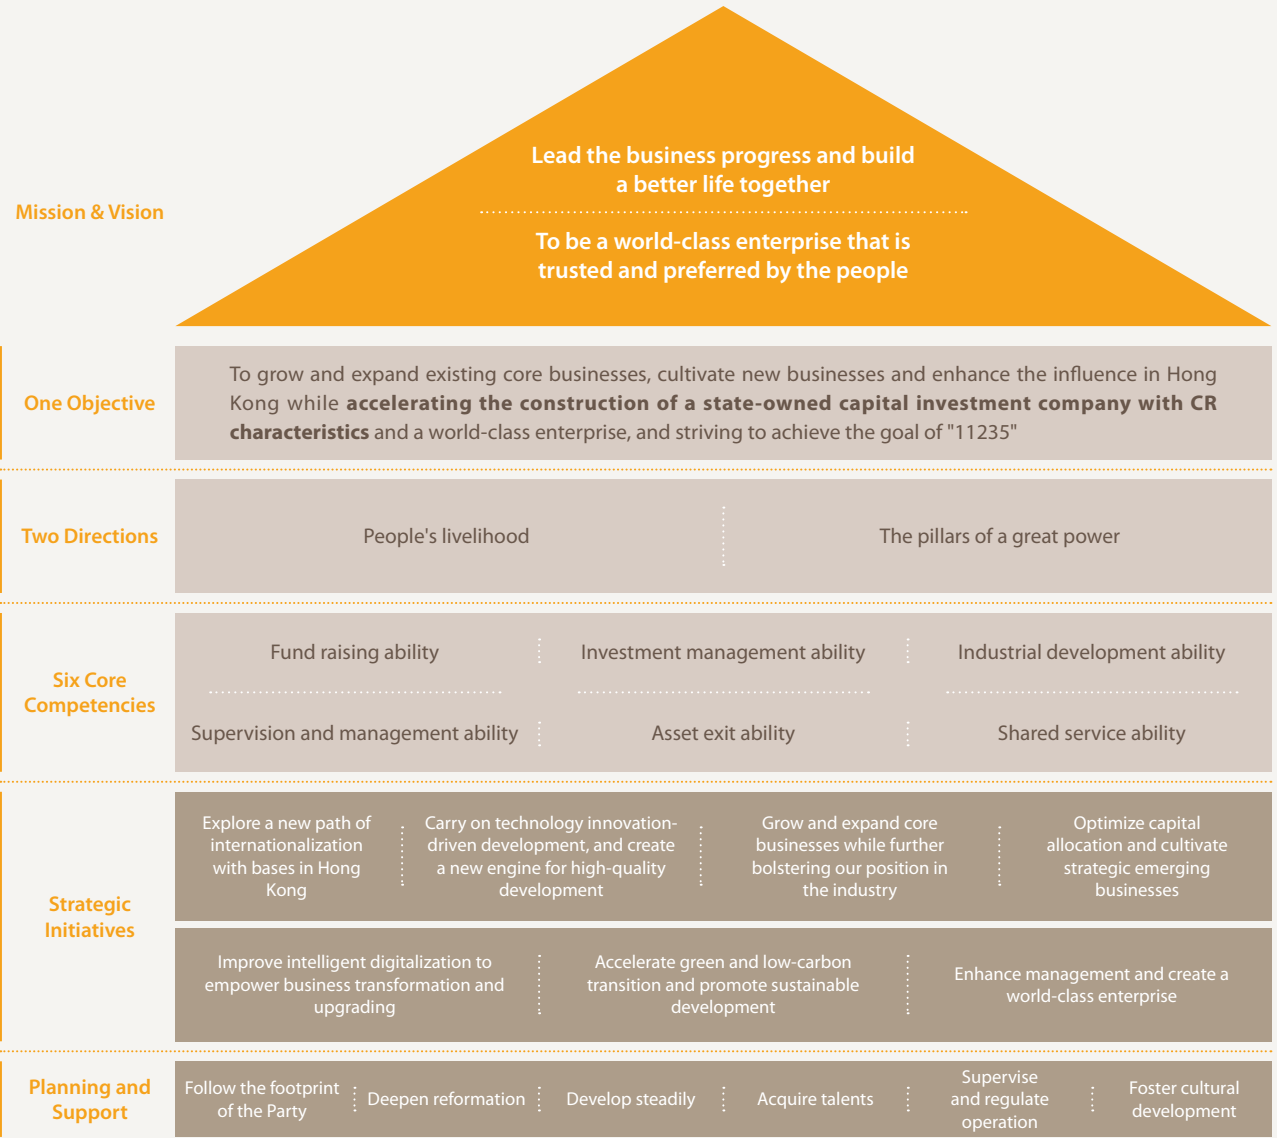 Mission & Vision
Lead the business progress and build
a better life together
To be a world-class enterprise that is
trusted and preferred by the people
One Objective
To grow and expand existing core businesses, cultivate new businesses and enhance the influence in Hong
Kong while accelerating the construction of a state-owned capital investment company with CR
characteristics and a world-class enterprise, and striving to achieve the goal of "11235"
Two Directions
People's livelihood
The pillars of a great power
Six Core
Competencies
Fund raising ability
Investment management ability
Industrial development ability
Supervision and management ability
Asset exit ability
Shared service ability
Strategic
Initiatives
Explore a new path of
internationalization
with bases in Hong
Kong
Carry on technology innovation-
driven development, and create
a new engine for high-quality
development
Grow and expand core
businesses while further
bolstering our position in
the industry
Optimize capital
allocation and cultivate
strategic emerging
businesses
Improve intelligent digitalization to
empower business transformation and
upgrading
Accelerate green and low-carbon
transition and promote sustainable
development
Enhance management and create a
world-class enterprise
Planning and
Support
Follow the footprint
of the Party
Deepen reformation
Develop steadily
Acquire talents
Supervise
and regulate
operation
Foster cultural
development